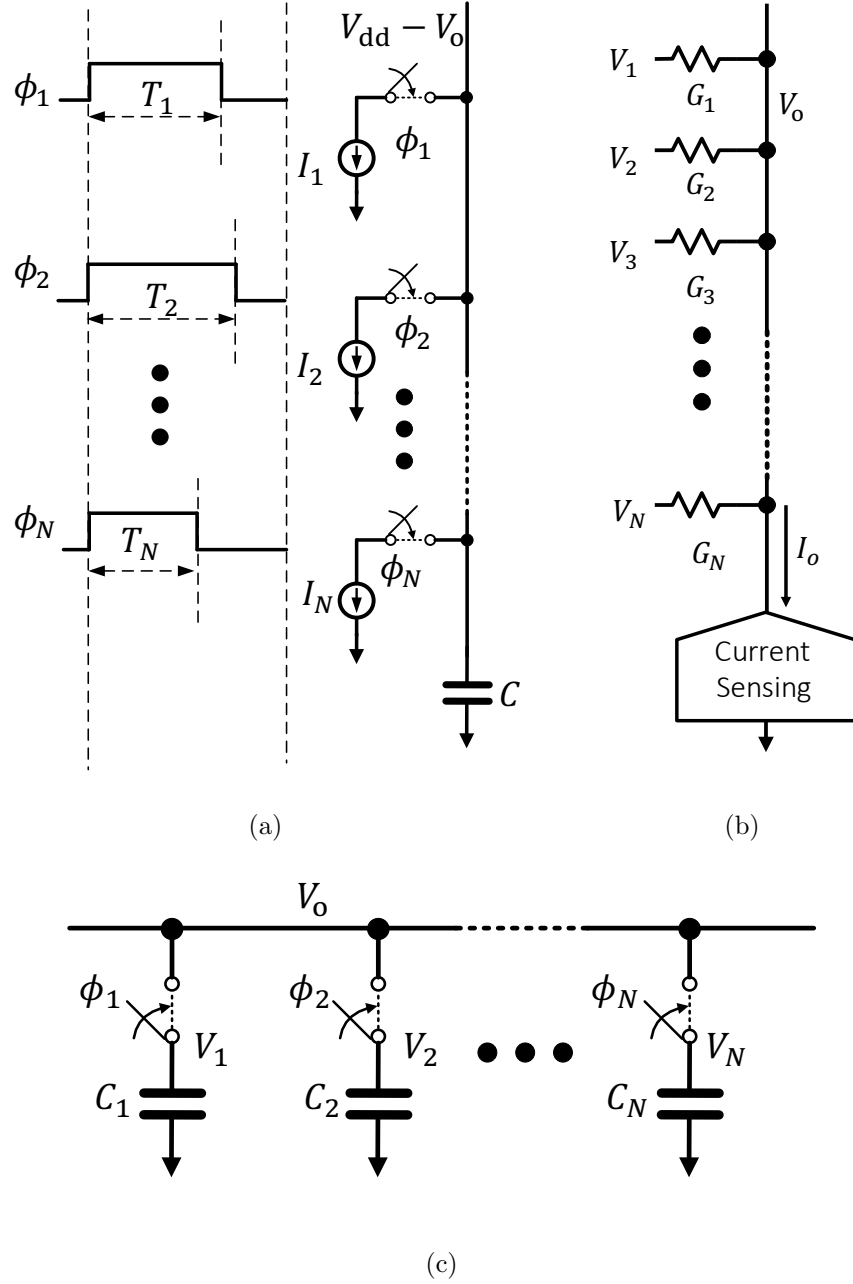 V_dd − V_o
ϕ_1
T_1
I_1
ϕ_1
ϕ_2
T_2
I_2
ϕ_2
ϕ_N
T_N
I_N
ϕ_N
C
(a)
V_1
G_1
V_o
V_2
G_2
V_3
G_3
V_N
G_N
I_o
Current
Sensing
(b)
V_o
ϕ_1
ϕ_2
ϕ_N
V_1
V_2
V_N
C_1
C_2
C_N
(c)